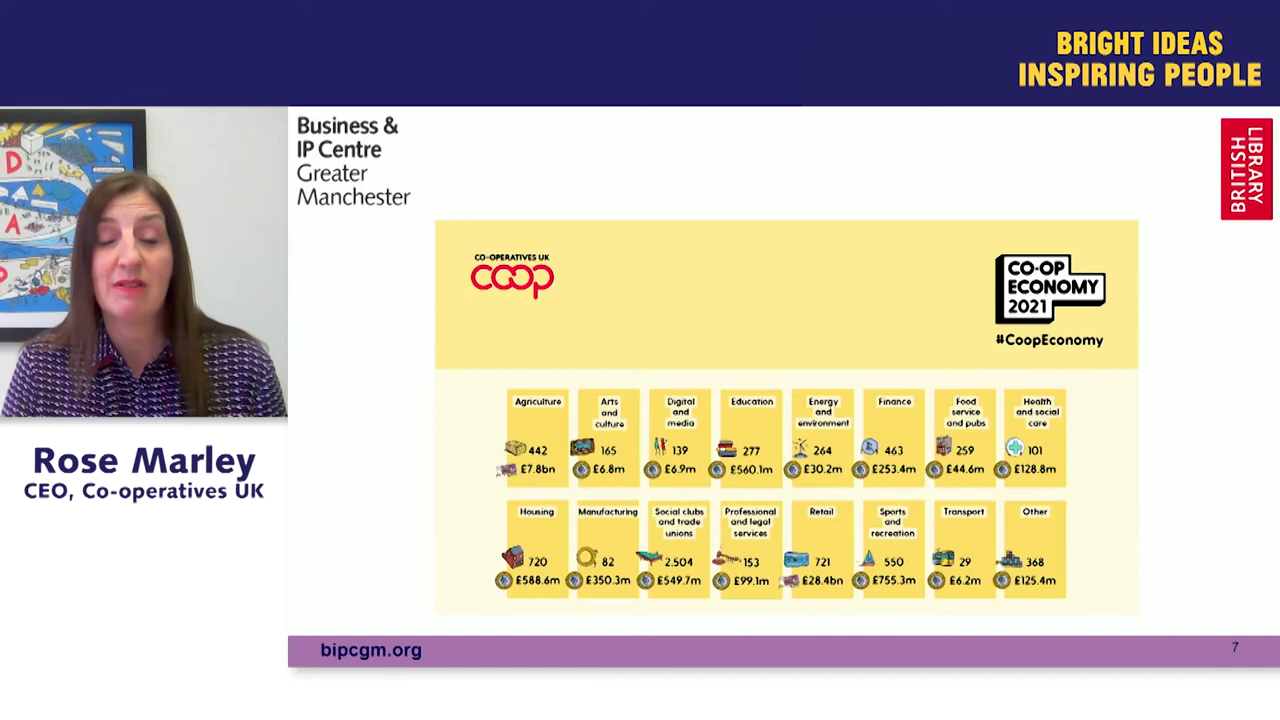 BRIGHT IDEAS
INSPIRING PEOPLE
Business &
IP Centre
Greater
Manchester
BRITISH
LIBRARY
D
A
P
CO-OPERATIVES UK
coop
CO-OP
ECONOMY
2021
#CoopEconomy
Agriculture
442
£7.8bn
Arts
and
culture
165
£6.8m
Digital
and
media
139
£6.9m
Education
277
£560.1m
Energy
and
environment
264
£30.2m
Finance
463
£253.4m
Food
service
and pubs
259
£44.6m
Health
and social
care
101
£128.8m
Housing
720
£588.6m
Manufacturing
82
£350.3m
Social clubs
and trade
unions
2.504
£549.7m
Professional
and legal
services
153
£99.1m
Retail
721
£28.4bn
Sports
and
recreation
550
£755.3m
Transport
29
£6.2m
Other
368
£125.4m
Rose Marley
CEO, Co-operatives UK
bipcgm.org
7